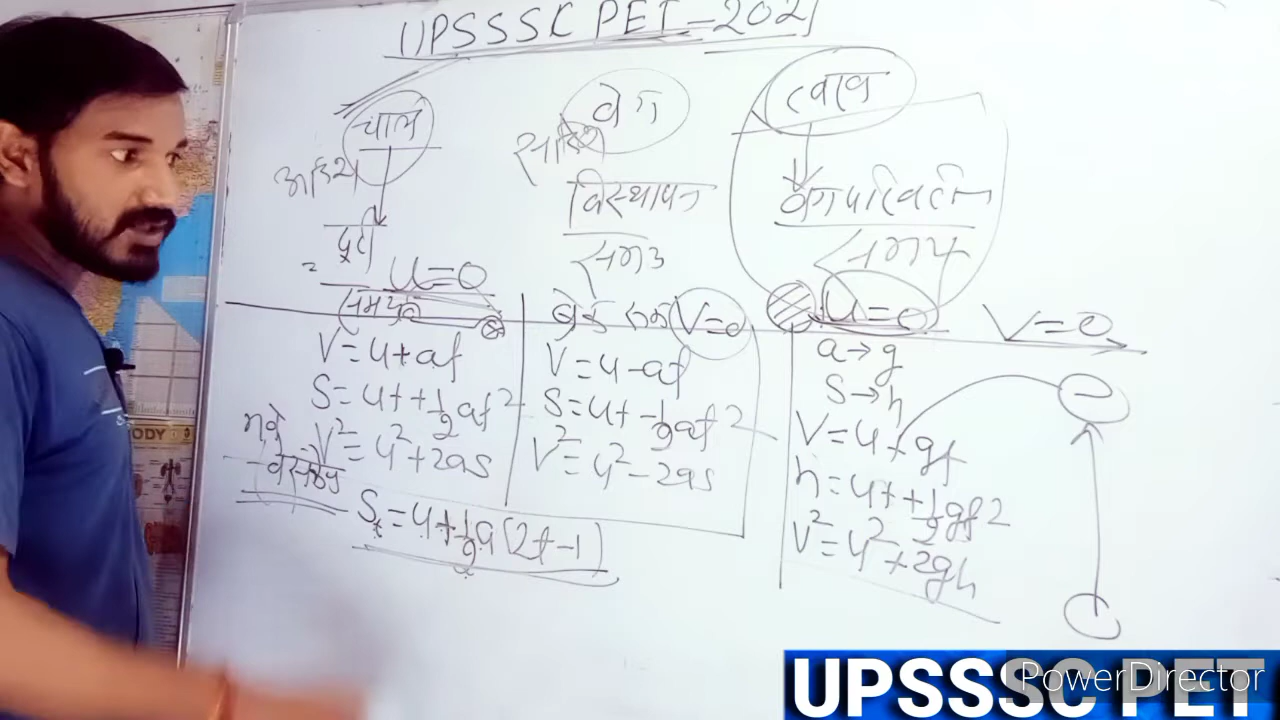 UPSSSC PET-2021
चाल
अदिश
दूरी
समय
वेग
सदिश
विस्थापन
समय
त्वरण
वेग परिवर्तन
समय
u=0
V=u+at
S=ut+½at²
V²=u²+2as
St=u+½a(2t-1)
V=0
V=u-at
S=ut-½at²
V²=u²-2as
u=0
V=0
a→g
S→h
V=u+gt
h=ut+½gt²
V²=u²+2gh
BODY
UPSSSSC PET
PowerDirector